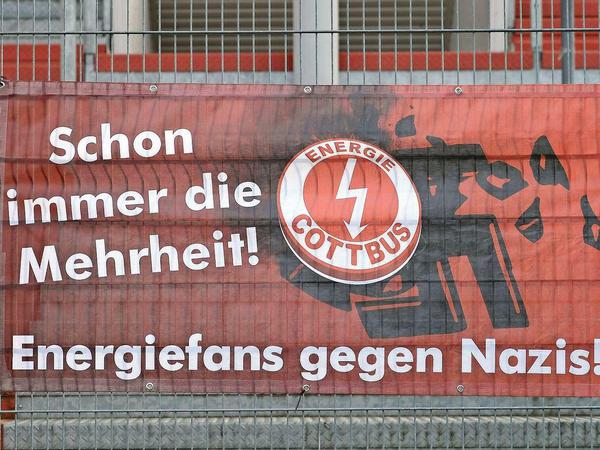 Schon
immer die
Mehrheit!
ENERGIE
COTTBUS
Energiefans gegen Nazis!